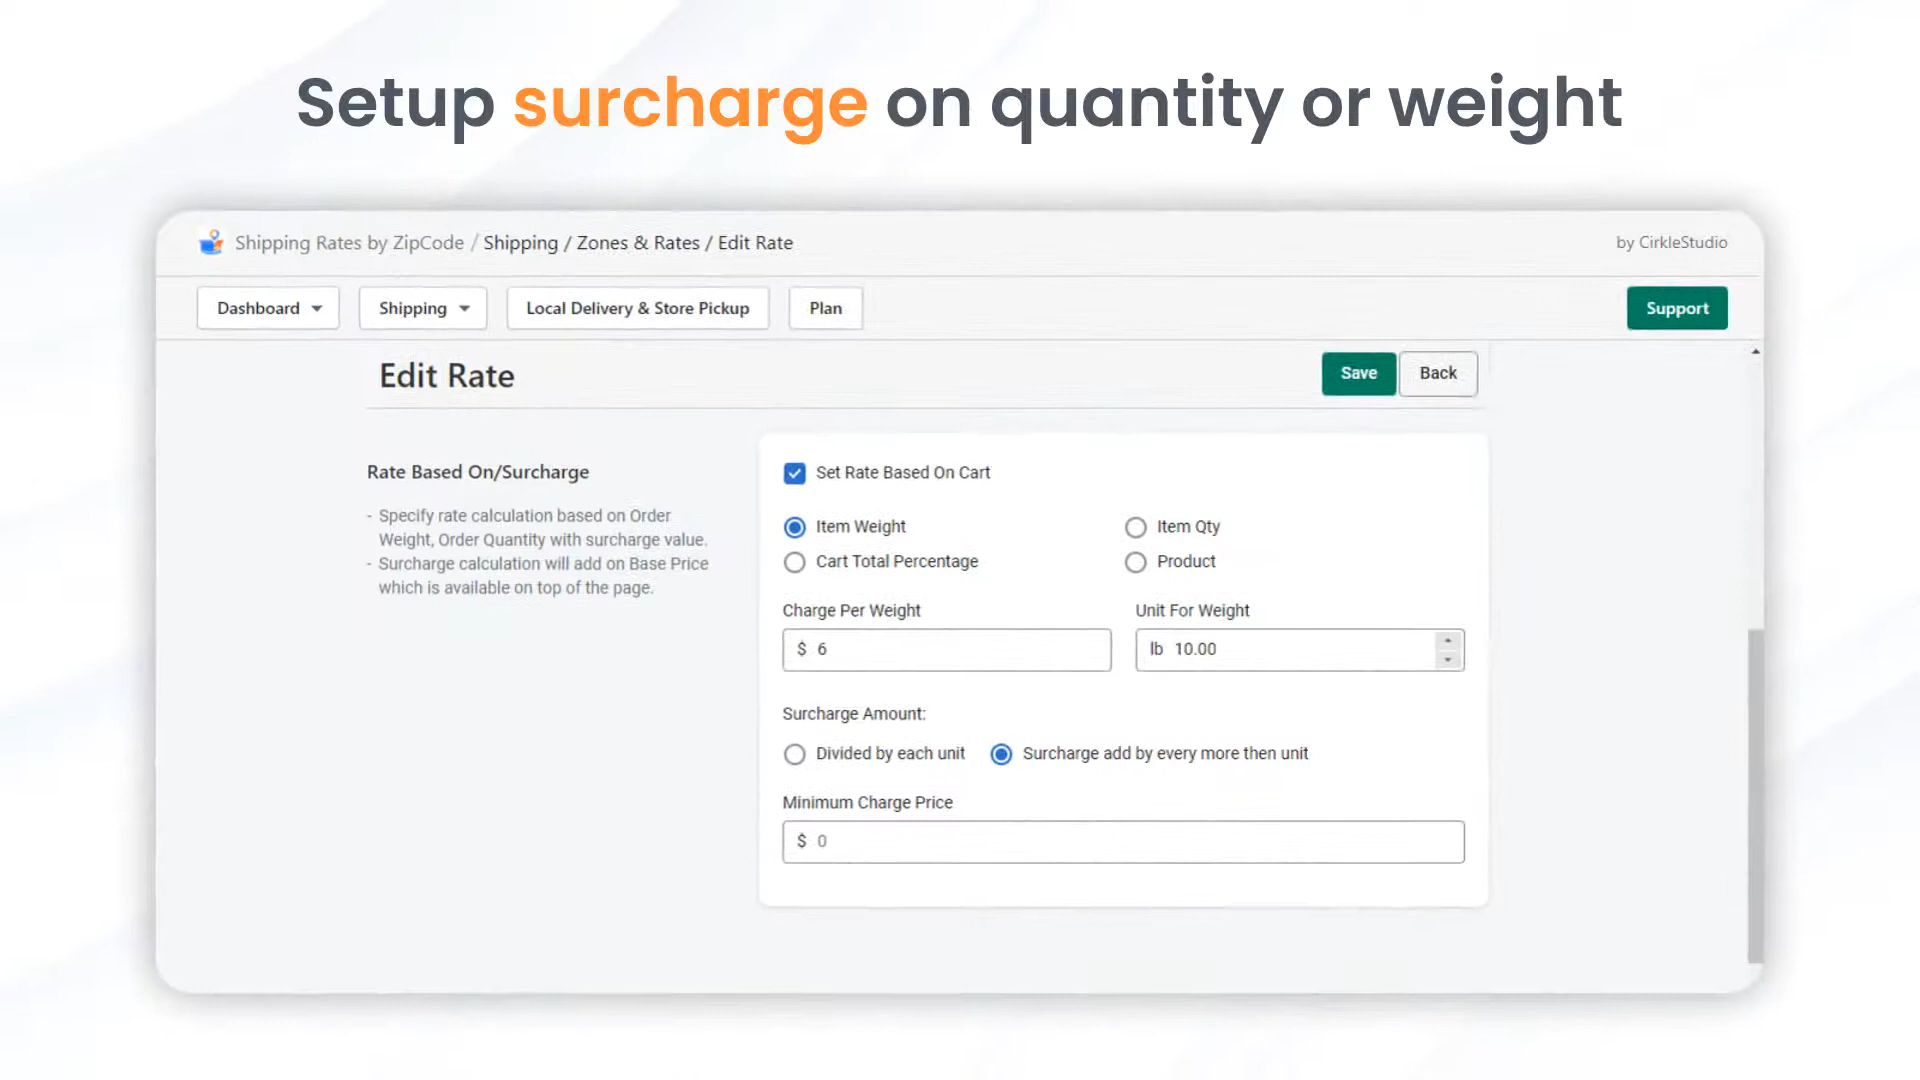 Setup surcharge on quantity or weight
Shipping Rates by ZipCode / Shipping / Zones & Rates / Edit Rate
by CirkleStudio
Dashboard
Shipping
Local Delivery & Store Pickup
Plan
Support
Edit Rate
Save
Back
Rate Based On/Surcharge
- Specify rate calculation based on Order
Weight, Order Quantity with surcharge value.
- Surcharge calculation will add on Base Price
which is available on top of the page.
Set Rate Based On Cart
Item Weight
Item Qty
Cart Total Percentage
Product
Charge Per Weight
Unit For Weight
$ 6
lb 10.00
Surcharge Amount:
Divided by each unit
Surcharge add by every more then unit
Minimum Charge Price
$ 0